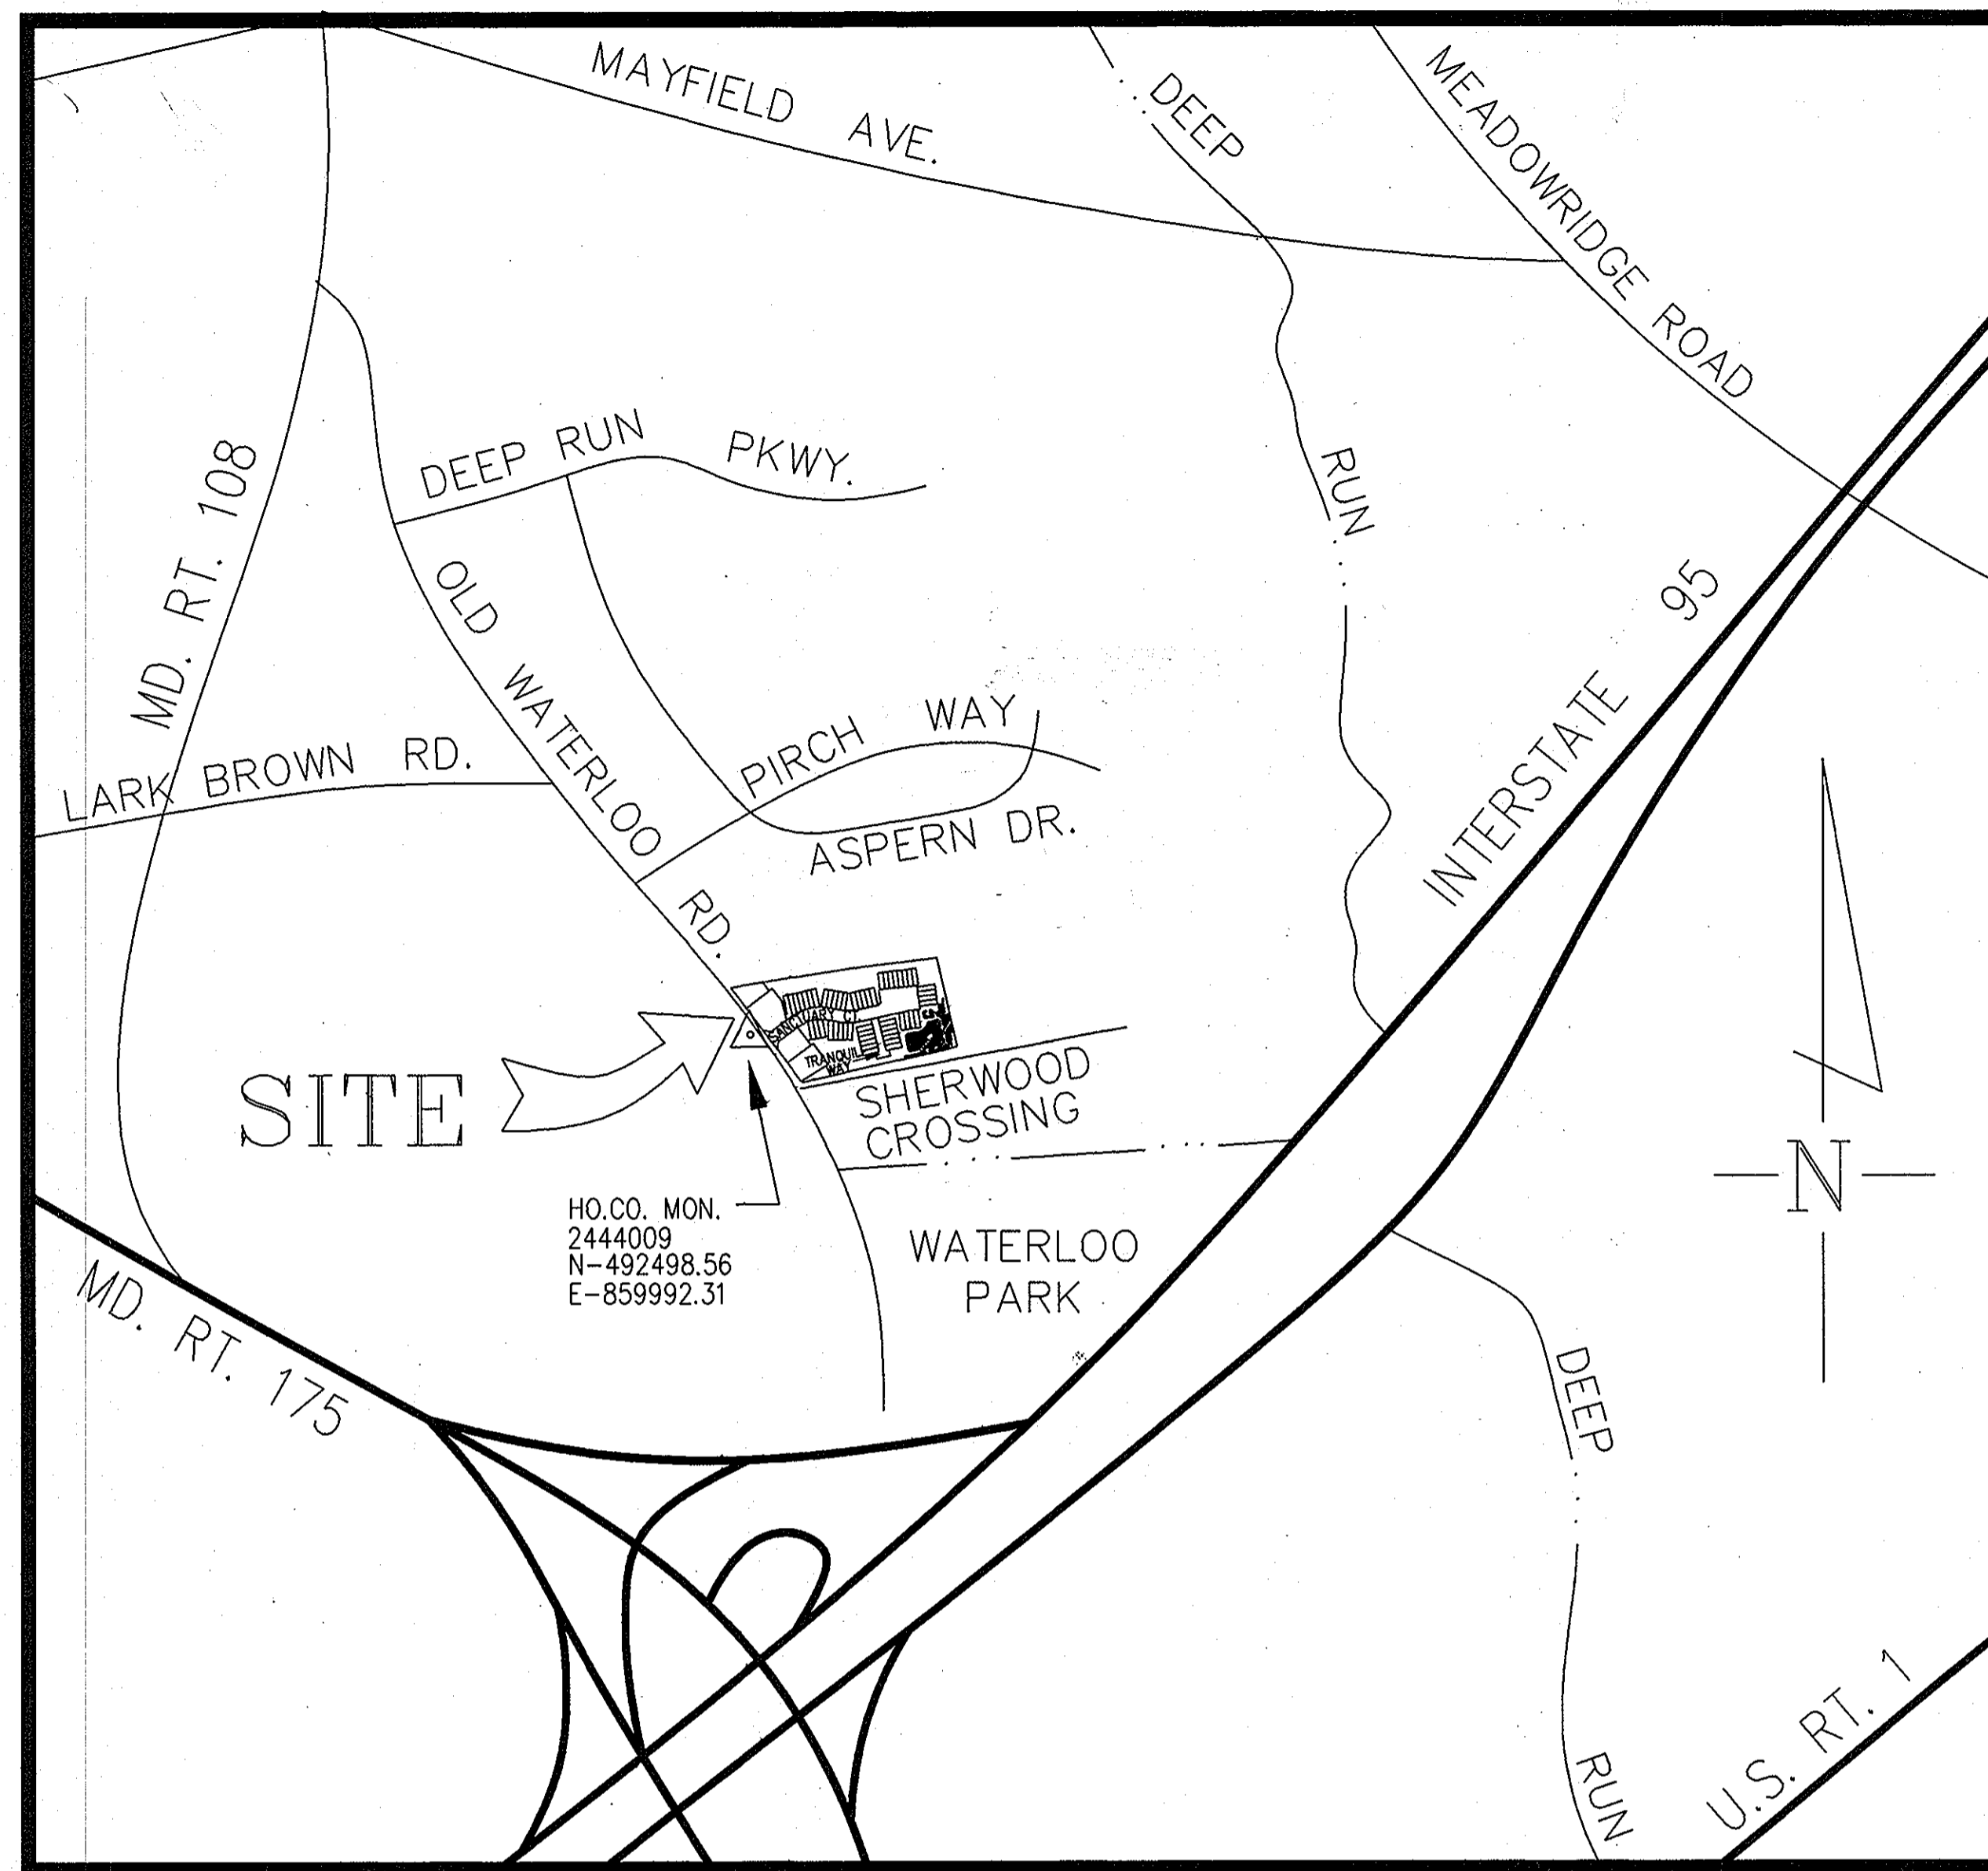 MAYFIELD AVE.
DEEP
RUN
MEADOWRIDGE ROAD
MD. RT. 108
DEEP RUN PKWY.
OLD WATERLOO RD.
INTERSTATE 95
LARK BROWN RD.
PIRCH WAY
ASPERN DR.
SANCTUARY CT.
TRANQUIL
WAY
SITE
SHERWOOD
CROSSING
HO.CO. MON.
2444009
N-492498.56
E-859992.31
WATERLOO
PARK
N
MD. RT. 175
DEEP
RUN
U.S. RT. 1